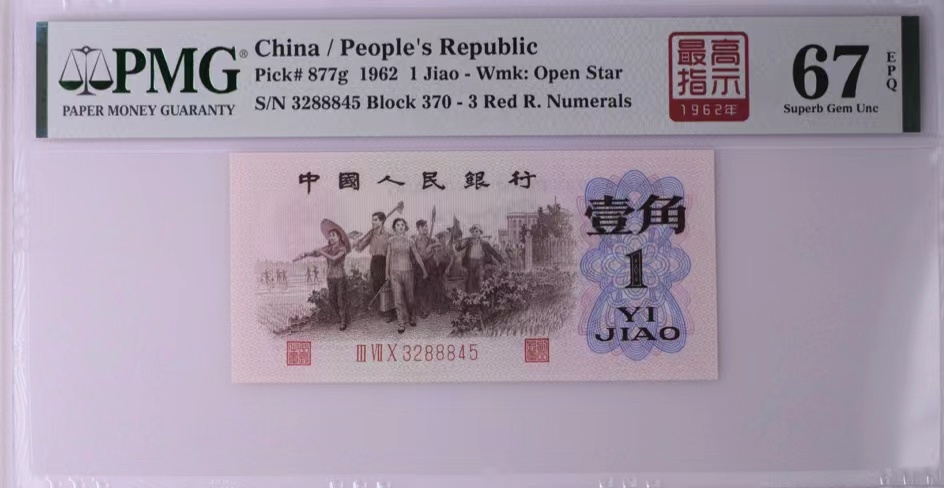 PMG®
PAPER MONEY GUARANTY
China / People's Republic
Pick# 877g 1962 1 Jiao - Wmk: Open Star
S/N 3288845 Block 370 - 3 Red R. Numerals
最高
指示
1962年
67
EPQ
Superb Gem Unc
中國人民銀行
壹角
1
YI
JIAO
III VII X 3288845